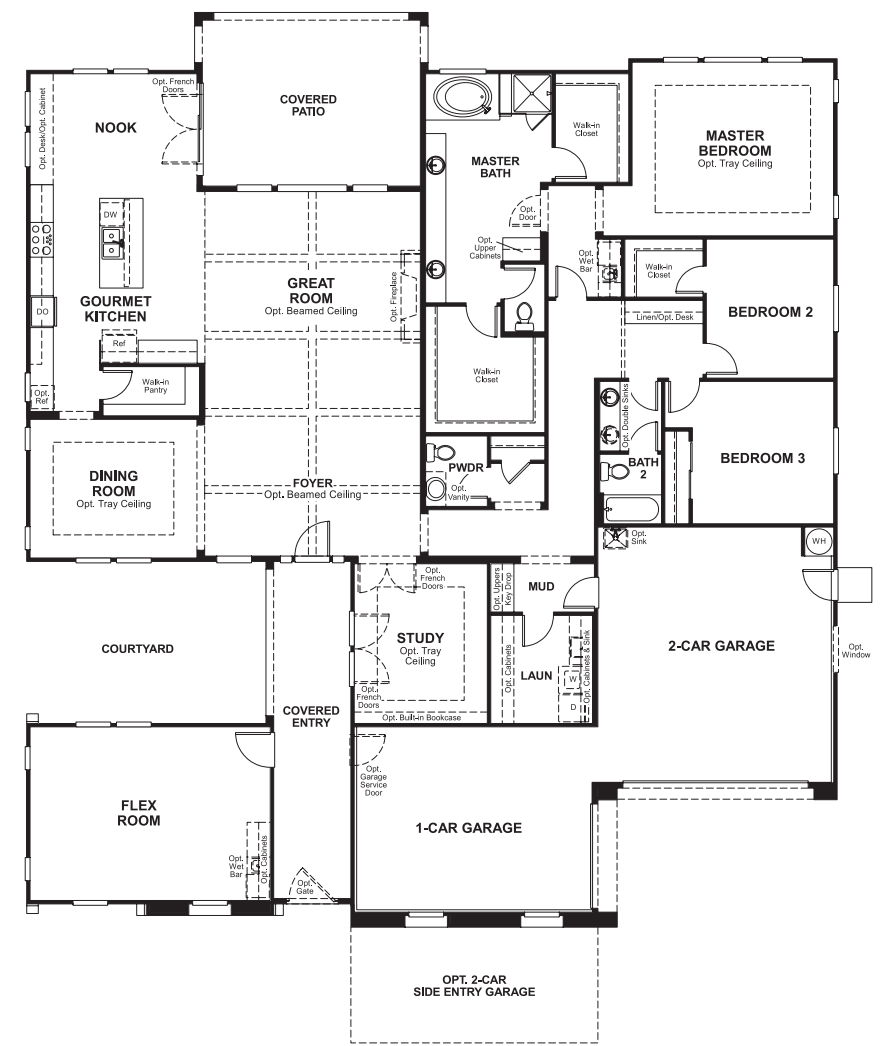 Opt. French
Doors
COVERED
PATIO
NOOK
Opt. Desk/Opt. Cabinet
Walk-in
Closet
MASTER
BEDROOM
Opt. Tray Ceiling
MASTER
BATH
Opt.
Door
Opt.
Upper
Cabinets
Opt.
Wet
Bar
DW
GREAT
ROOM
Opt. Beamed Ceiling
Opt. Fireplace
GOURMET
KITCHEN
DO
Ref
Walk-in
Closet
BEDROOM 2
Linen/Opt. Desk
Walk-in
Closet
Walk-in
Pantry
Opt.
Ref
Opt. Double Sinks
DINING
ROOM
Opt. Tray Ceiling
FOYER
Opt. Beamed Ceiling
PWDR
Opt.
Vanity
BATH
2
BEDROOM 3
Opt.
Sink
WH
Opt.
French
Doors
Opt. Uppers
Key Drop
MUD
COURTYARD
STUDY
Opt. Tray
Ceiling
Opt.
French
Doors
Opt. Built-in Bookcase
Opt. Cabinets
LAUN
W
D
Opt. Cabinets & Sink
2-CAR GARAGE
Opt.
Window
COVERED
ENTRY
Opt.
Garage
Service
Door
FLEX
ROOM
Opt.
Wet
Bar
Opt. Cabinets
Opt.
Gate
1-CAR GARAGE
OPT. 2-CAR
SIDE ENTRY GARAGE